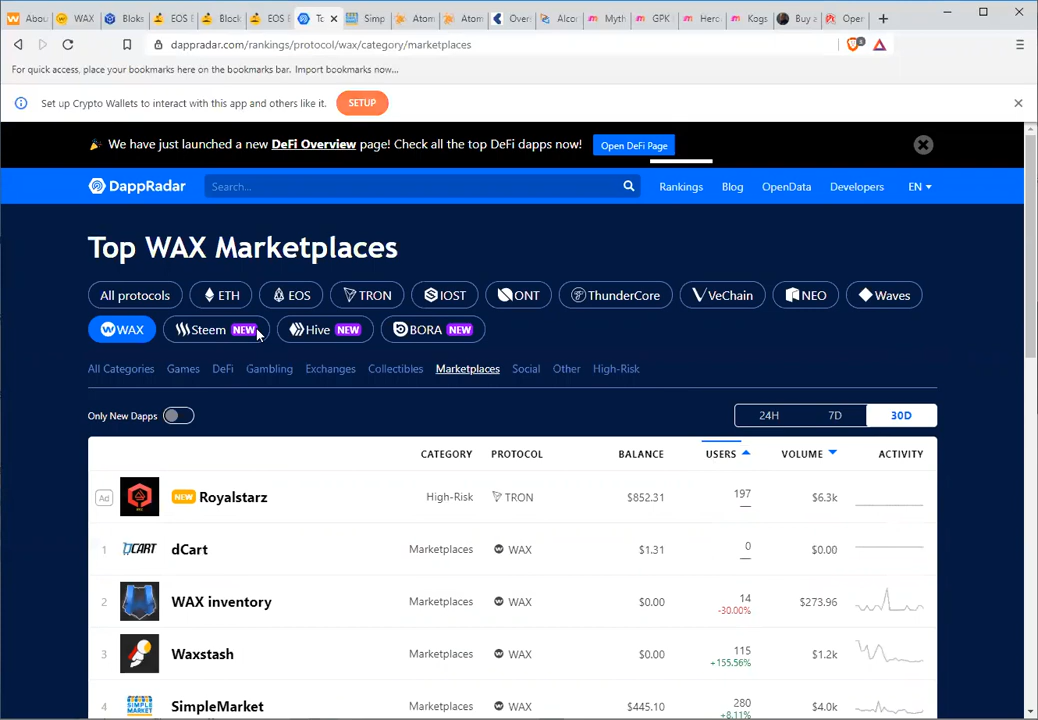 Abou
WAX
Bloks
EOS E
Block
EOS E
To
Simp
Atom
Atom
Over
Alcor
Myth
GPK
Hero
Kogs
Buy a
Oper
dappradar.com/rankings/protocol/wax/category/marketplaces
For quick access, place your bookmarks here on the bookmarks bar. Import bookmarks now...
Set up Crypto Wallets to interact with this app and others like it. SETUP
We have just launched a new DeFi Overview page! Check all the top DeFi dapps now! Open DeFi Page
DappRadar Search... Rankings Blog OpenData Developers EN
Top WAX Marketplaces
All protocols ETH EOS TRON IOST ONT ThunderCore VeChain NEO Waves
WAX Steem NEW Hive NEW BORA NEW
All Categories Games DeFi Gambling Exchanges Collectibles Marketplaces Social Other High-Risk
Only New Dapps 24H 7D 30D
CATEGORY PROTOCOL BALANCE USERS VOLUME ACTIVITY
Ad NEW Royalstarz High-Risk TRON $852.31 197 — $6.3k
1 DCART dCart Marketplaces WAX $1.31 0 — $0.00
2 WAX inventory Marketplaces WAX $0.00 14 -30.00% $273.96
3 Waxstash Marketplaces WAX $0.00 115 +155.56% $1.2k
4 SIMPLE MARKET SimpleMarket Marketplaces WAX $445.10 280 +8.11% $4.0k